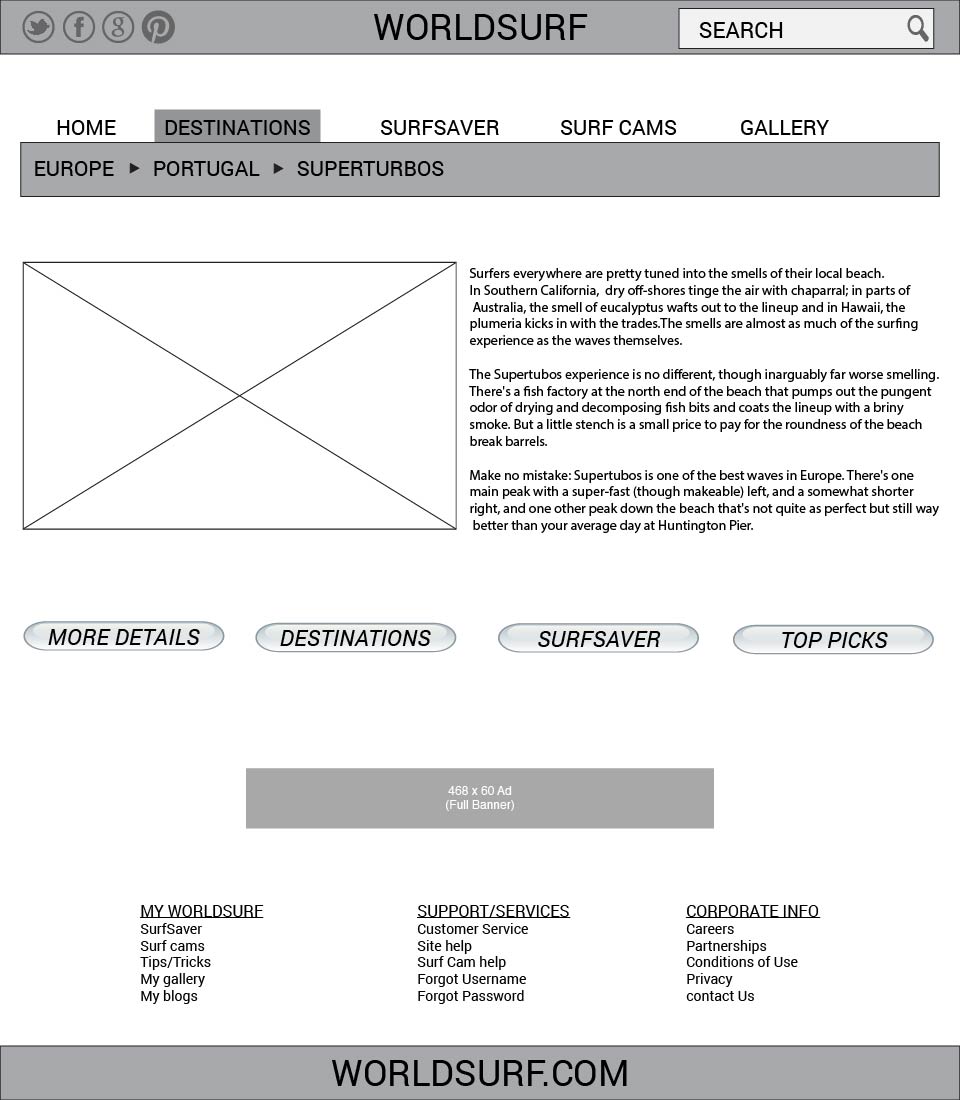 WORLDSURF
SEARCH
HOME DESTINATIONS SURFSAVER SURF CAMS GALLERY
EUROPE PORTUGAL SUPERTURBOS
Surfers everywhere are pretty tuned into the smells of their local beach.
In Southern California, dry off-shores tinge the air with chaparral; in parts of
Australia, the smell of eucalyptus wafts out to the lineup and in Hawaii, the
plumeria kicks in with the trades.The smells are almost as much of the surfing
experience as the waves themselves.
The Supertubos experience is no different, though inarguably far worse smelling.
There's a fish factory at the north end of the beach that pumps out the pungent
odor of drying and decomposing fish bits and coats the lineup with a briny
smoke. But a little stench is a small price to pay for the roundness of the beach
break barrels.
Make no mistake: Supertubos is one of the best waves in Europe. There's one
main peak with a super-fast (though makeable) left, and a somewhat shorter
right, and one other peak down the beach that's not quite as perfect but still way
better than your average day at Huntington Pier.
MORE DETAILS DESTINATIONS SURFSAVER TOP PICKS
468 x 60 Ad
(Full Banner)
MY WORLDSURF
SurfSaver
Surf cams
Tips/Tricks
My gallery
My blogs
SUPPORT/SERVICES
Customer Service
Site help
Surf Cam help
Forgot Username
Forgot Password
CORPORATE INFO
Careers
Partnerships
Conditions of Use
Privacy
contact Us
WORLDSURF.COM